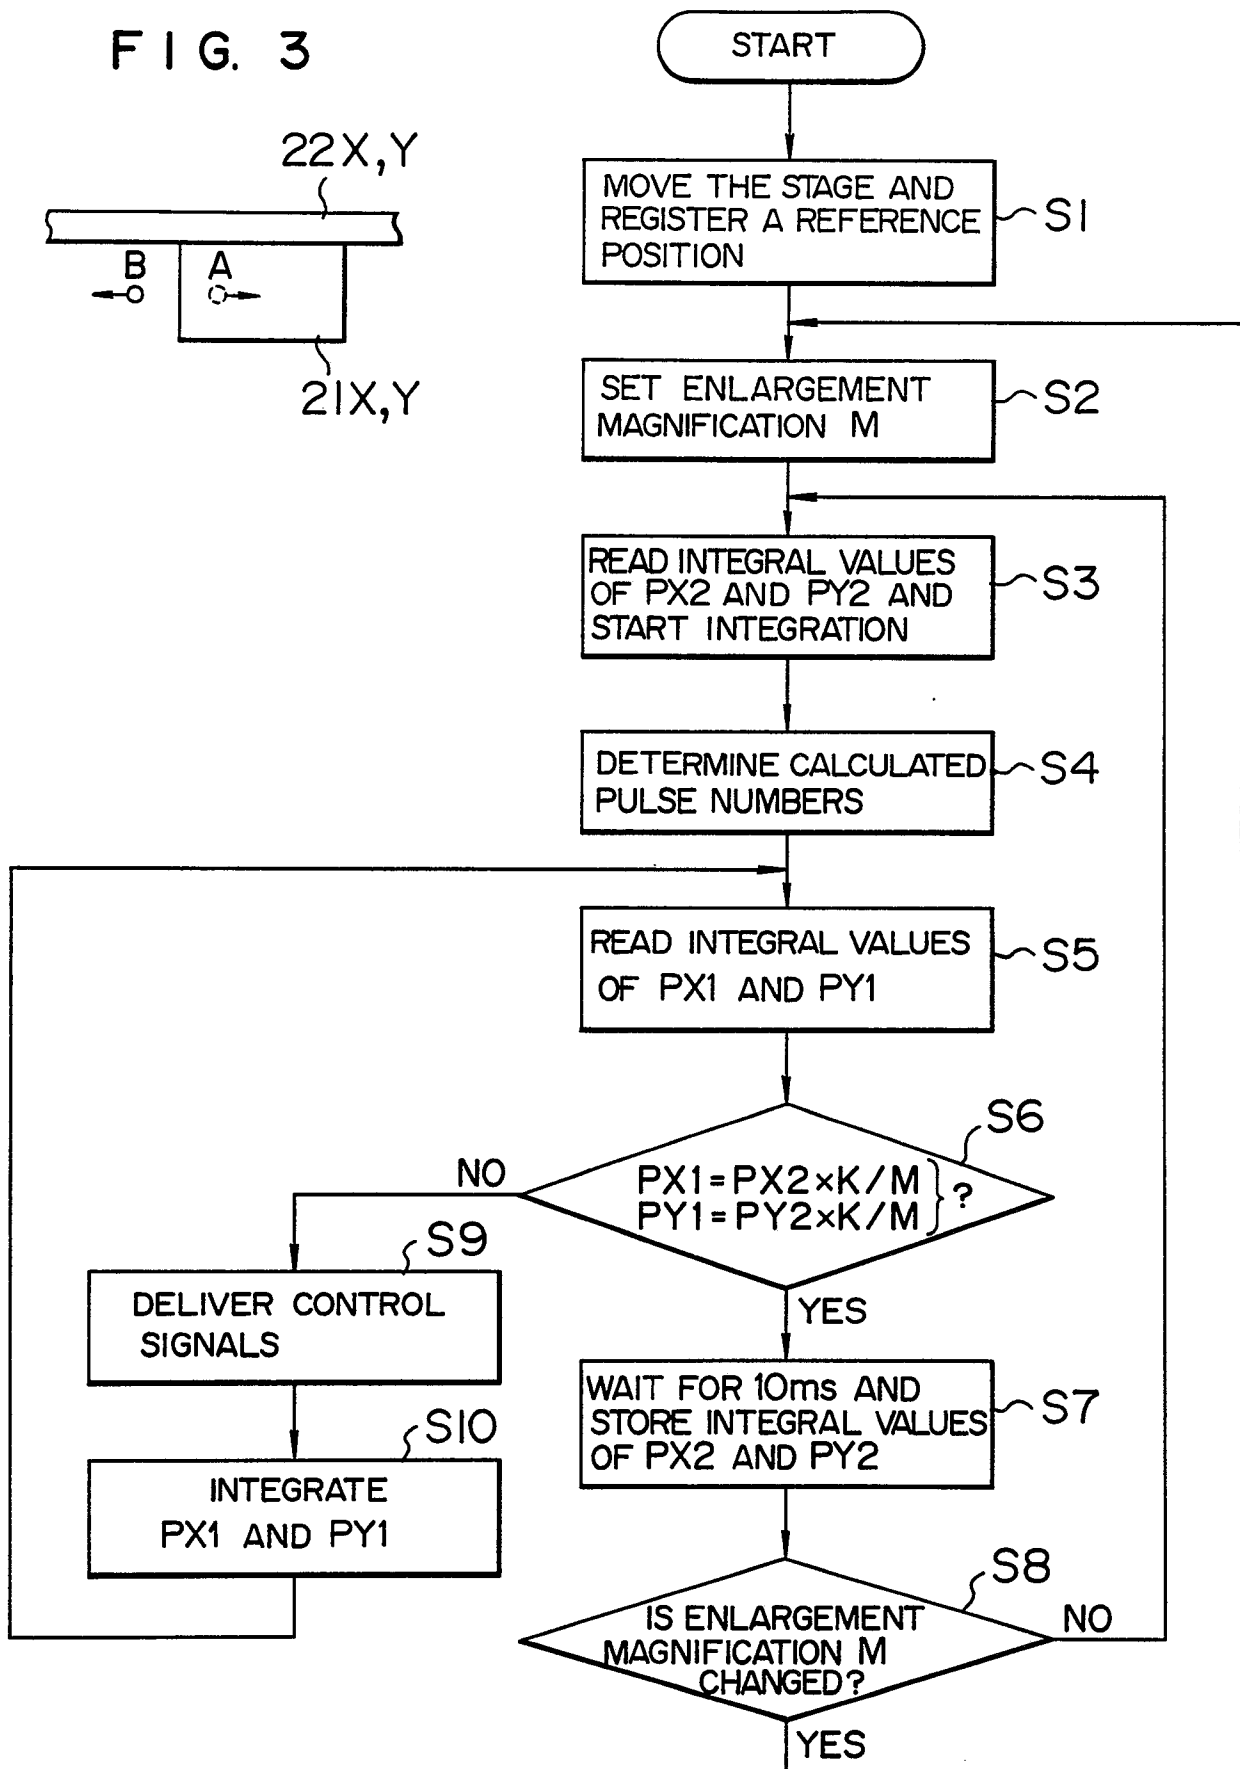 FIG. 3
22X,Y
B
A
21X,Y
START
MOVE THE STAGE AND
REGISTER A REFERENCE
POSITION
S1
SET ENLARGEMENT
MAGNIFICATION M
S2
READ INTEGRAL VALUES
OF PX2 AND PY2 AND
START INTEGRATION
S3
DETERMINE CALCULATED
PULSE NUMBERS
S4
READ INTEGRAL VALUES
OF PX1 AND PY1
S5
PX1=PX2×K/M
PY1=PY2×K/M
?
S6
NO
YES
S9
DELIVER CONTROL
SIGNALS
S10
INTEGRATE
PX1 AND PY1
WAIT FOR 10ms AND
STORE INTEGRAL VALUES
OF PX2 AND PY2
S7
IS ENLARGEMENT
MAGNIFICATION M
CHANGED?
S8
NO
YES